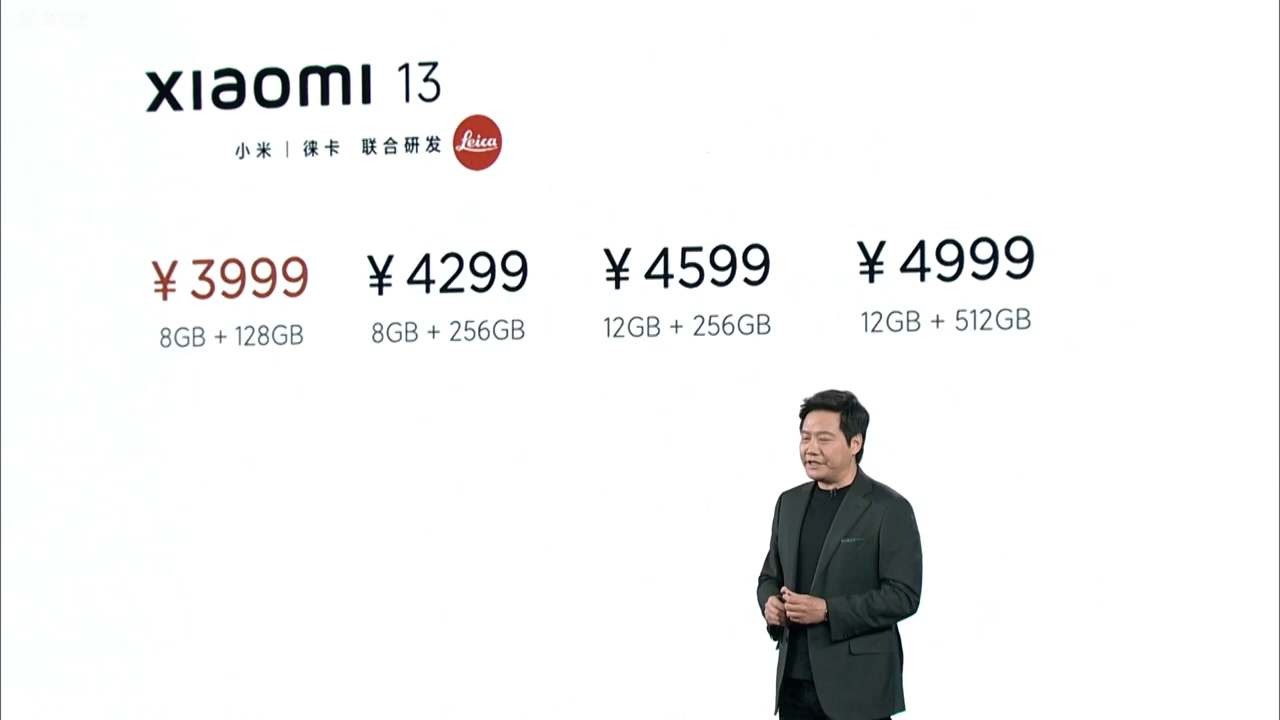 xiaomi 13
小米 | 徕卡 联合研发 Leica
¥3999 ¥4299 ¥4599 ¥4999
8GB + 128GB 8GB + 256GB 12GB + 256GB 12GB + 512GB